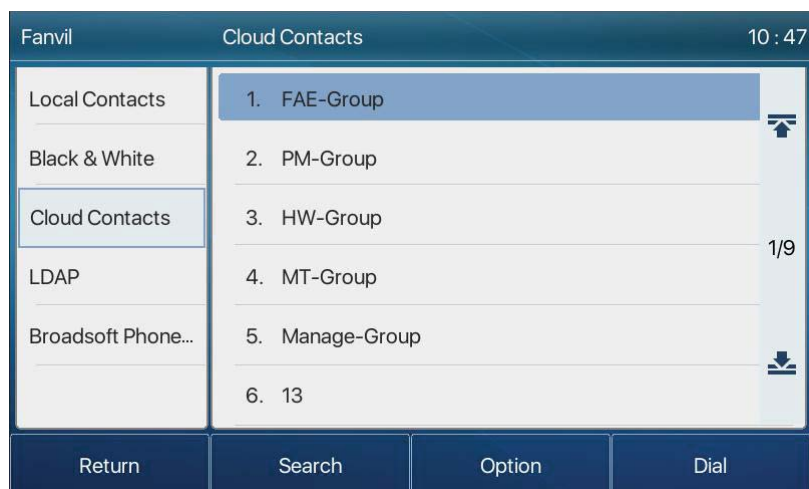 Fanvil Cloud Contacts 10 : 47
Local Contacts
Black & White
Cloud Contacts
LDAP
Broadsoft Phone...
1. FAE-Group
2. PM-Group
3. HW-Group
4. MT-Group
5. Manage-Group
6. 13
1/9
Return Search Option Dial